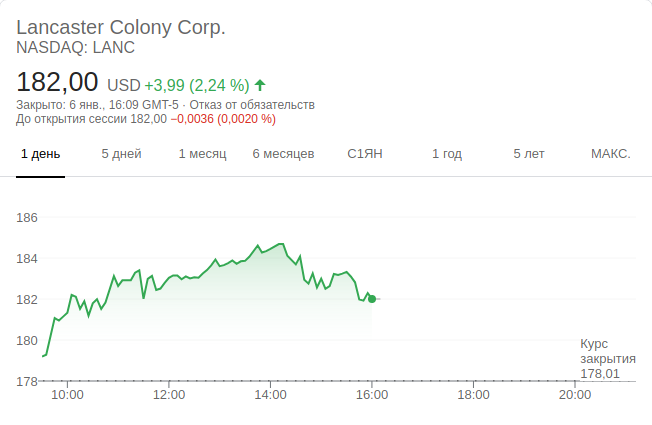 Lancaster Colony Corp.
NASDAQ: LANC
182,00 USD +3,99 (2,24 %)
Закрыто: 6 янв., 16:09 GMT-5 · Отказ от обязательств
До открытия сессии 182,00 −0,0036 (0,0020 %)
1 день 5 дней 1 месяц 6 месяцев С1ЯН 1 год 5 лет МАКС.
186
184
182
180
Курс
закрытия
178,01
178
10:00 12:00 14:00 16:00 18:00 20:00